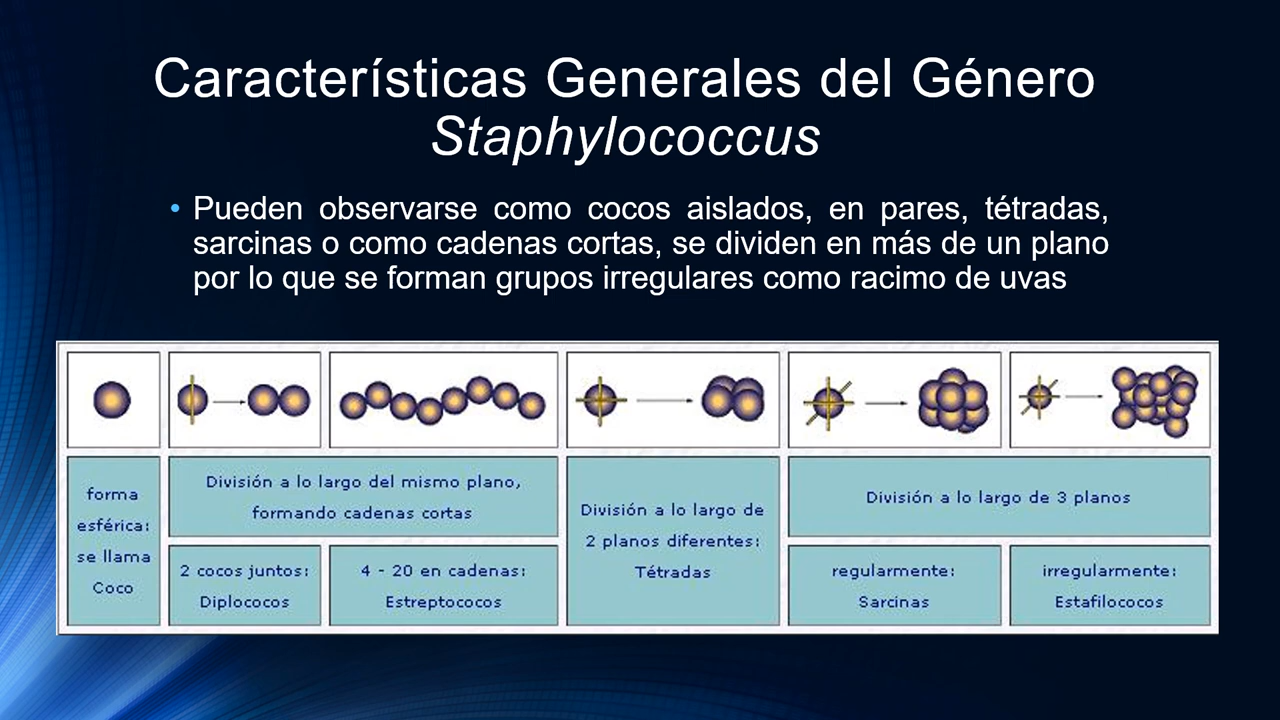 Características Generales del Género
Staphylococcus
• Pueden observarse como cocos aislados, en pares, tétradas,
sarcinas o como cadenas cortas, se dividen en más de un plano
por lo que se forman grupos irregulares como racimo de uvas
forma
esférica:
se llama
Coco
División a lo largo del mismo plano,
formando cadenas cortas
2 cocos juntos:
Diplococos
4 - 20 en cadenas:
Estreptococos
División a lo largo de
2 planos diferentes:
Tétradas
División a lo largo de 3 planos
regularmente:
Sarcinas
irregularmente:
Estafilococos